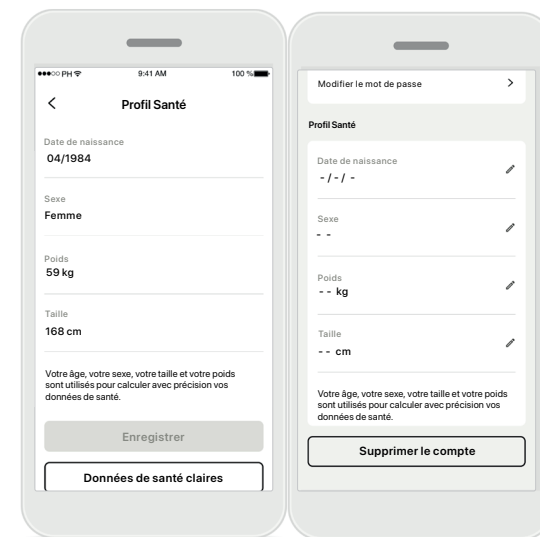 PH
9:41 AM
100 %
Profil Santé
Date de naissance
04/1984
Sexe
Femme
Poids
59 kg
Taille
168 cm
Votre âge, votre sexe, votre taille et votre poids
sont utilisés pour calculer avec précision vos
données de santé.
Enregistrer
Données de santé claires
Modifier le mot de passe
Profil Santé
Date de naissance
- / - / -
Sexe
- -
Poids
- - kg
Taille
- - cm
Votre âge, votre sexe, votre taille et votre poids
sont utilisés pour calculer avec précision vos
données de santé.
Supprimer le compte